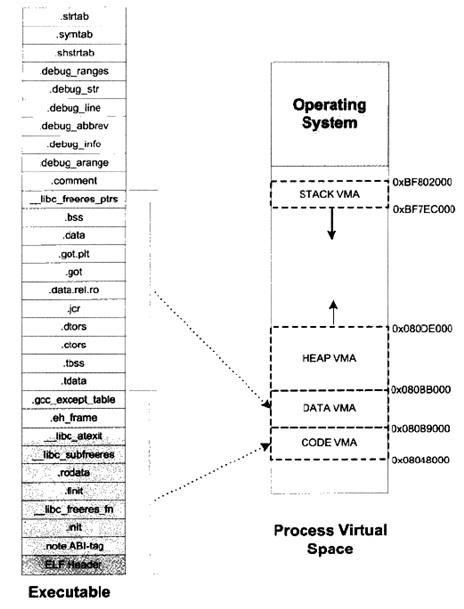 .strtab
.symtab
.shstrtab
.debug_ranges
.debug_str
.debug_line
.debug_abbrev
.debug_info
.debug_arange
.comment
__libc_freeres_ptrs
.bss
.data
.got.plt
.got
.data.rel.ro
.jcr
.dtors
.ctors
.tbss
.tdata
.gcc_except_table
.eh_frame
__libc_atexit
__libc_subfreeres
.rodata
.finit
__libc_freeres_fn
.init
.note.ABI-tag
ELF Header
Executable
Operating
System
0xBF802000
STACK VMA
0xBF7EC000
0x080DE000
HEAP VMA
0x080BB000
DATA VMA
0x080B9000
CODE VMA
0x08048000
Process Virtual
Space